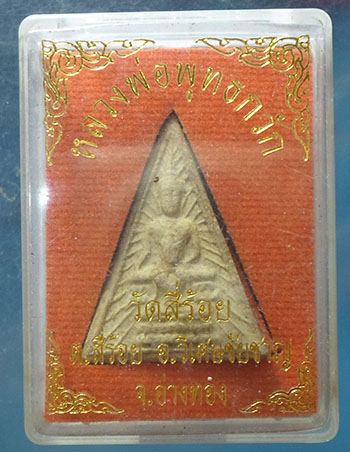 หลวงพ่อพุทธกวัก
วัดสี่ร้อย
ต.สี่ร้อย อ.วิเศษชัยชาญ
จ.อ่างทอง